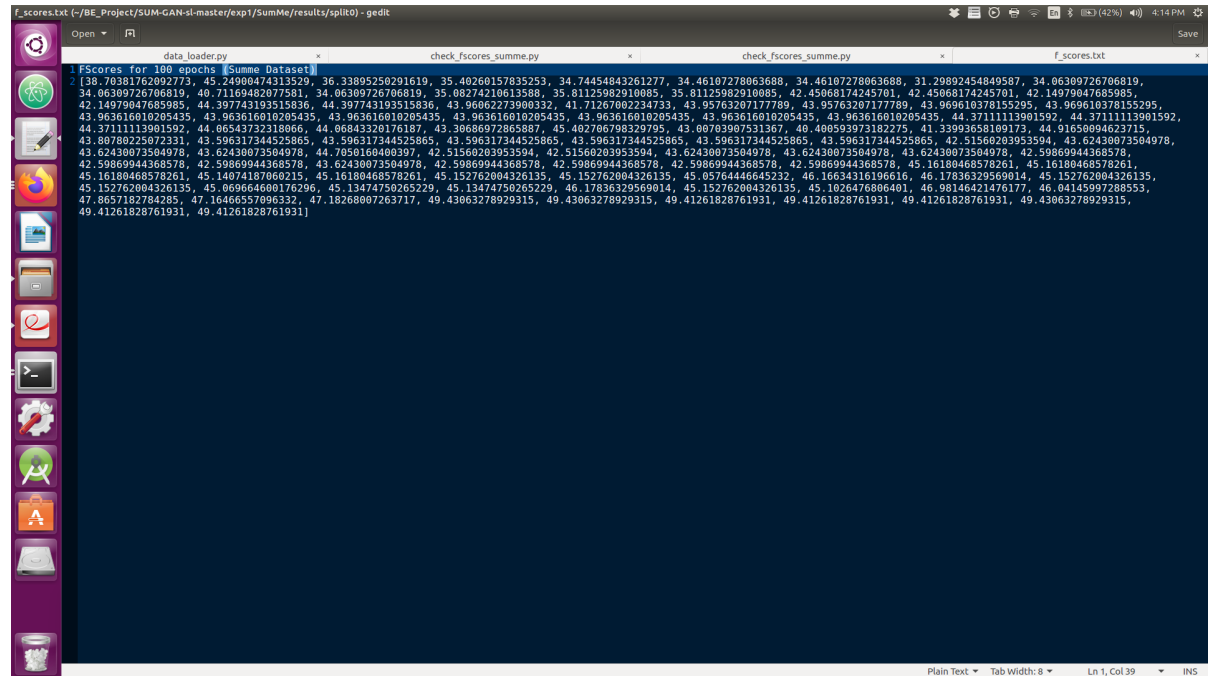 f_scores.txt (~/BE_Project/SUM-GAN-sl-master/exp1/SumMe/results/split0) - gedit
En
(42%)
4:14 PM
Open
Save
data_loader.py ×
check_fscores_summe.py ×
check_fscores_summe.py ×
f_scores.txt ×
1 FScores for 100 epochs (Summe Dataset)
2 [38.70381762092773, 45.24900474313529, 36.33895250291619, 35.40260157835253, 34.74454843261277, 34.46107278063688, 34.46107278063688, 31.29892454849587, 34.06309726706819,
34.06309726706819, 40.71169482077581, 34.06309726706819, 35.08274210613588, 35.81125982910085, 35.81125982910085, 42.45068174245701, 42.45068174245701, 42.14979047685985,
42.14979047685985, 44.397743193515836, 44.397743193515836, 43.96062273900332, 41.71267002234733, 43.95763207177789, 43.95763207177789, 43.969610378155295, 43.969610378155295,
43.963616010205435, 43.963616010205435, 43.963616010205435, 43.963616010205435, 43.963616010205435, 43.963616010205435, 43.963616010205435, 44.37111113901592, 44.37111113901592,
44.37111113901592, 44.06543732318066, 44.06843320176187, 43.30686972865887, 45.402706798329795, 43.00703907531367, 40.400593973182275, 41.33993658109173, 44.91650094623715,
43.80780225072331, 43.596317344525865, 43.596317344525865, 43.596317344525865, 43.596317344525865, 43.596317344525865, 42.51560203953594, 43.62430073504978,
43.62430073504978, 43.62430073504978, 44.7050160400397, 42.51560203953594, 42.51560203953594, 43.62430073504978, 43.62430073504978, 43.62430073504978, 42.59869944368578,
42.59869944368578, 42.59869944368578, 43.62430073504978, 42.59869944368578, 42.59869944368578, 42.59869944368578, 42.59869944368578, 45.16180468578261, 45.16180468578261,
45.16180468578261, 45.14074187060215, 45.16180468578261, 45.152762004326135, 45.152762004326135, 45.05764446645232, 46.16634316196616, 46.17836329569014, 45.152762004326135,
45.152762004326135, 45.069664600176296, 45.13474750265229, 45.13474750265229, 46.17836329569014, 45.152762004326135, 45.1026476806401, 46.98146421476177, 46.04145997288553,
47.8657182784285, 47.16466557096332, 47.18268007263717, 49.43063278929315, 49.43063278929315, 49.41261828761931, 49.41261828761931, 49.41261828761931, 49.43063278929315,
49.41261828761931, 49.41261828761931]
Plain Text
Tab Width: 8
Ln 1, Col 39
INS